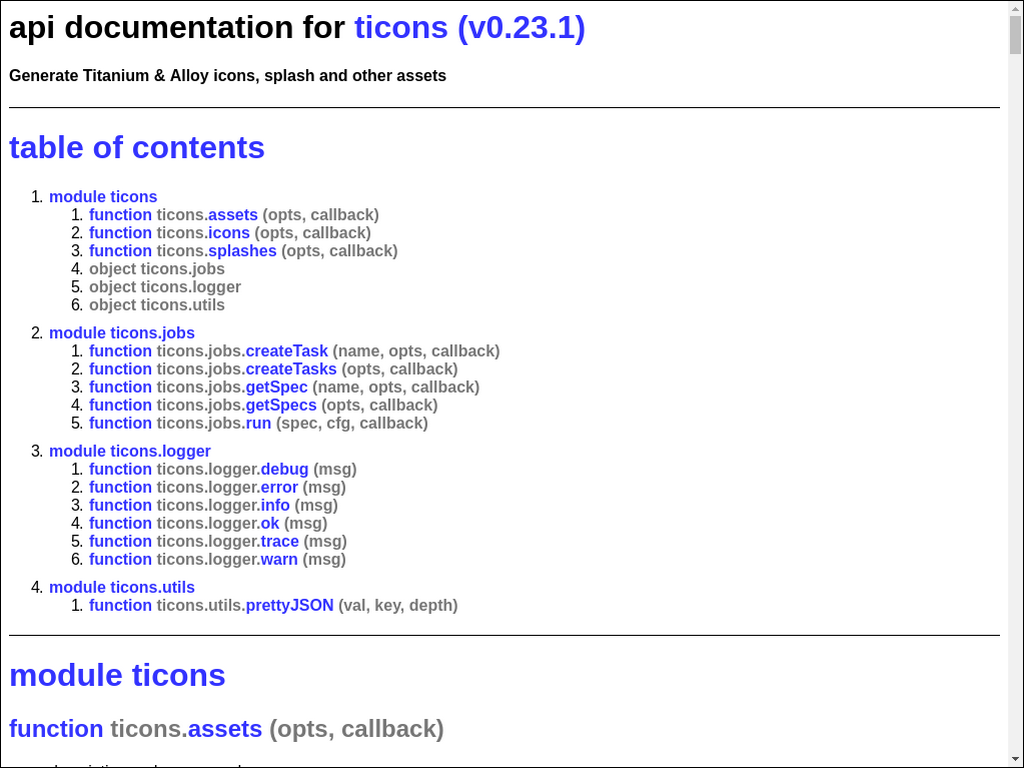 api documentation for ticons (v0.23.1)
Generate Titanium & Alloy icons, splash and other assets
table of contents
1. module ticons
1. function ticons.assets (opts, callback)
2. function ticons.icons (opts, callback)
3. function ticons.splashes (opts, callback)
4. object ticons.jobs
5. object ticons.logger
6. object ticons.utils
2. module ticons.jobs
1. function ticons.jobs.createTask (name, opts, callback)
2. function ticons.jobs.createTasks (opts, callback)
3. function ticons.jobs.getSpec (name, opts, callback)
4. function ticons.jobs.getSpecs (opts, callback)
5. function ticons.jobs.run (spec, cfg, callback)
3. module ticons.logger
1. function ticons.logger.debug (msg)
2. function ticons.logger.error (msg)
3. function ticons.logger.info (msg)
4. function ticons.logger.ok (msg)
5. function ticons.logger.trace (msg)
6. function ticons.logger.warn (msg)
4. module ticons.utils
1. function ticons.utils.prettyJSON (val, key, depth)
module ticons
function ticons.assets (opts, callback)